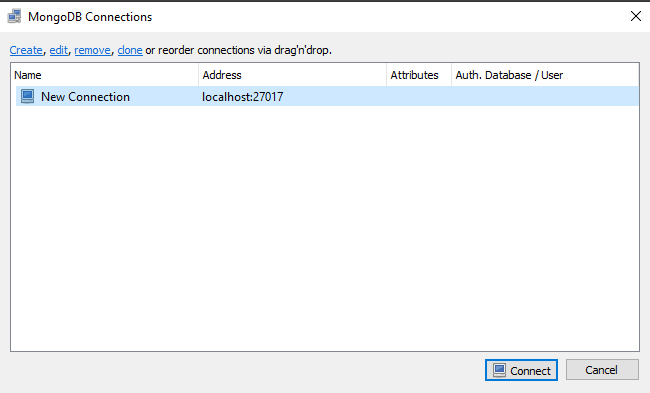 MongoDB Connections
Create, edit, remove, clone or reorder connections via drag'n'drop.
Name Address Attributes Auth. Database / User
New Connection localhost:27017
Connect Cancel